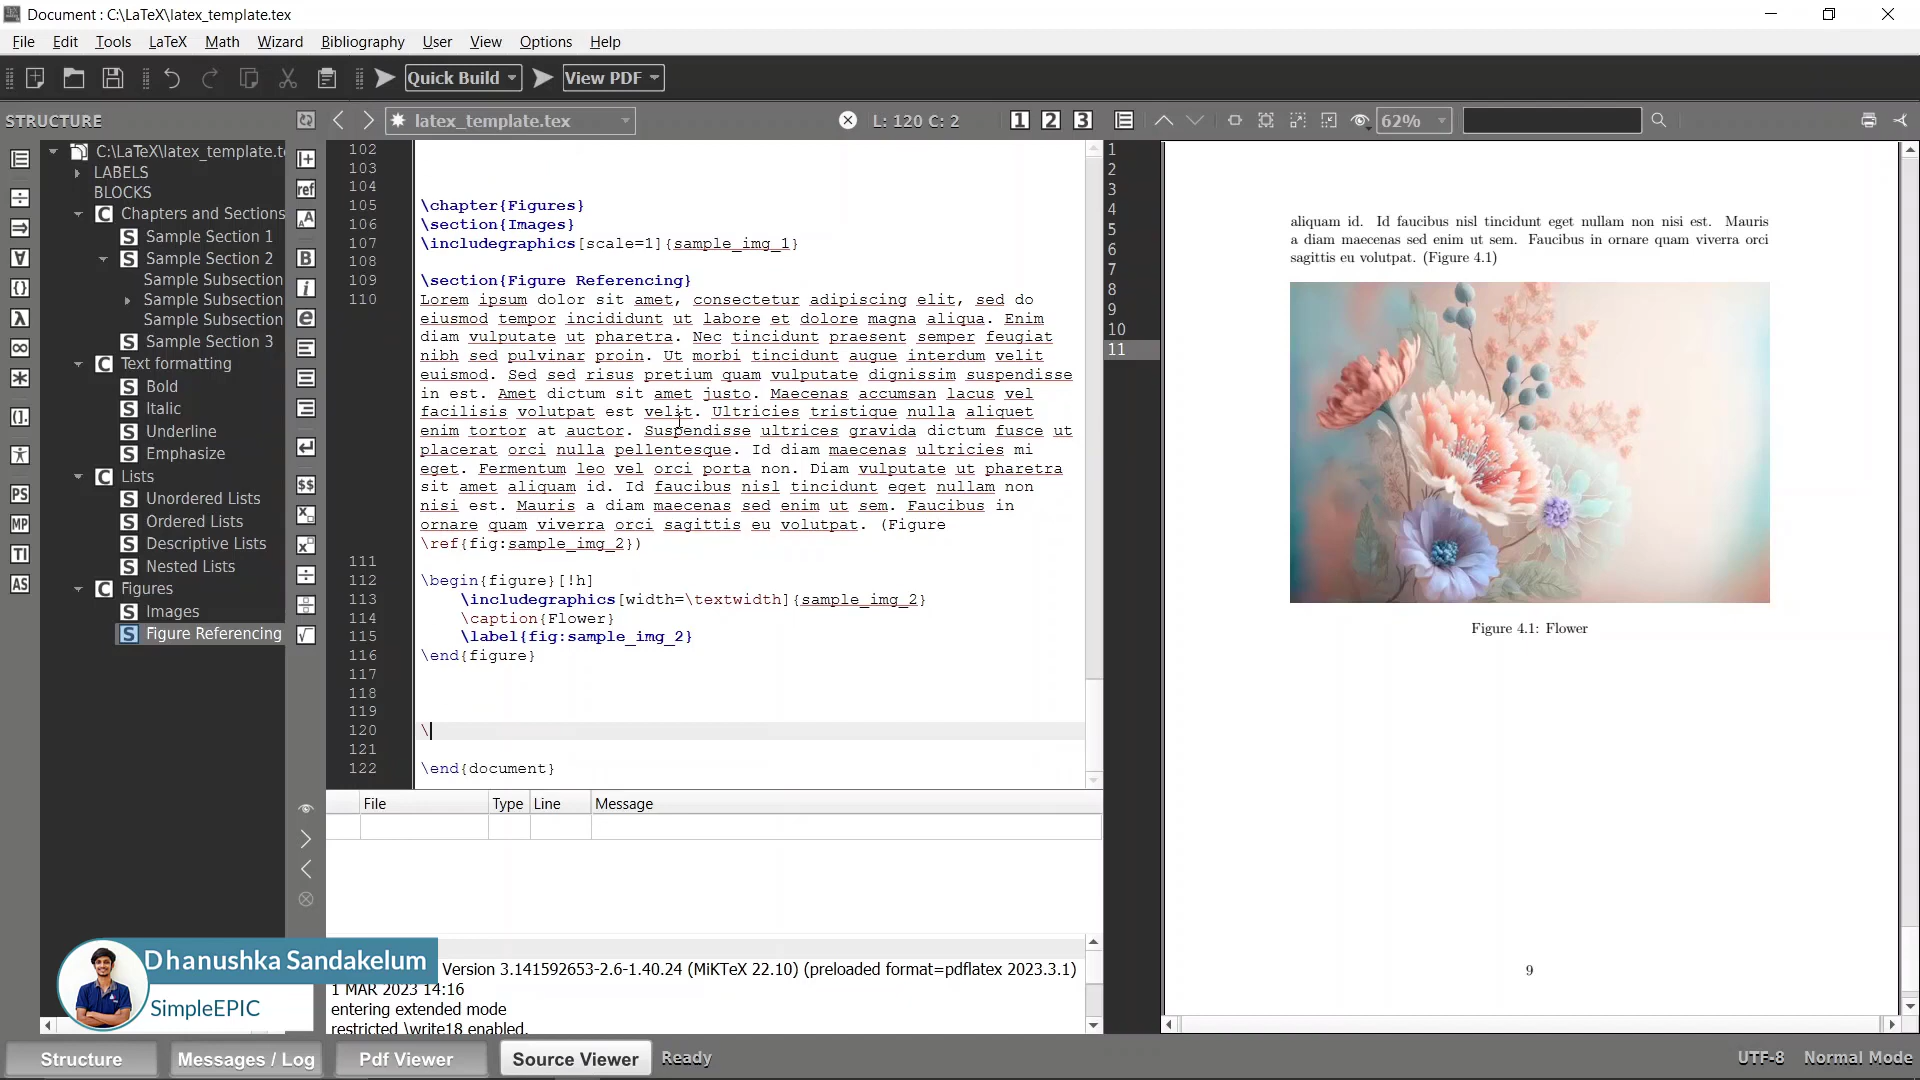 Document : C:\LaTeX\latex_template.tex
File Edit Tools LaTeX Math Wizard Bibliography User View Options Help
Quick Build View PDF
STRUCTURE
latex_template.tex
L: 120 C: 2
1 2 3
62%
C:\LaTeX\latex_template.t
LABELS
BLOCKS
C Chapters and Sections
S Sample Section 1
S Sample Section 2
Sample Subsection
Sample Subsection
Sample Subsection
S Sample Section 3
C Text formatting
S Bold
S Italic
S Underline
S Emphasize
C Lists
S Unordered Lists
S Ordered Lists
S Descriptive Lists
S Nested Lists
C Figures
S Images
S Figure Referencing
PS
MP
TI
AS
ref
B
i
e
$$
102
103
104
105 \chapter{Figures}
106 \section{Images}
107 \includegraphics[scale=1]{sample_img_1}
108
109 \section{Figure Referencing}
110 Lorem ipsum dolor sit amet, consectetur adipiscing elit, sed do
eiusmod tempor incididunt ut labore et dolore magna aliqua. Enim
diam vulputate ut pharetra. Nec tincidunt praesent semper feugiat
nibh sed pulvinar proin. Ut morbi tincidunt augue interdum velit
euismod. Sed sed risus pretium quam vulputate dignissim suspendisse
in est. Amet dictum sit amet justo. Maecenas accumsan lacus vel
facilisis volutpat est velit. Ultricies tristique nulla aliquet
enim tortor at auctor. Suspendisse ultrices gravida dictum fusce ut
placerat orci nulla pellentesque. Id diam maecenas ultricies mi
eget. Fermentum leo vel orci porta non. Diam vulputate ut pharetra
sit amet aliquam id. Id faucibus nisl tincidunt eget nullam non
nisi est. Mauris a diam maecenas sed enim ut sem. Faucibus in
ornare quam viverra orci sagittis eu volutpat. (Figure
\ref{fig:sample_img_2})
111
112 \begin{figure}[!h]
113 \includegraphics[width=\textwidth]{sample_img_2}
114 \caption{Flower}
115 \label{fig:sample_img_2}
116 \end{figure}
117
118
119
120 \
121
122 \end{document}
File Type Line Message
Version 3.141592653-2.6-1.40.24 (MiKTeX 22.10) (preloaded format=pdflatex 2023.3.1)
1 MAR 2023 14:16
entering extended mode
restricted \write18 enabled.
1
2
3
4
5
6
7
8
9
10
11
aliquam id. Id faucibus nisl tincidunt eget nullam non nisi est. Mauris
a diam maecenas sed enim ut sem. Faucibus in ornare quam viverra orci
sagittis eu volutpat. (Figure 4.1)
Figure 4.1: Flower
9
Dhanushka Sandakelum
SimpleEPIC
Structure Messages / Log Pdf Viewer Source Viewer Ready
UTF-8 Normal Mode